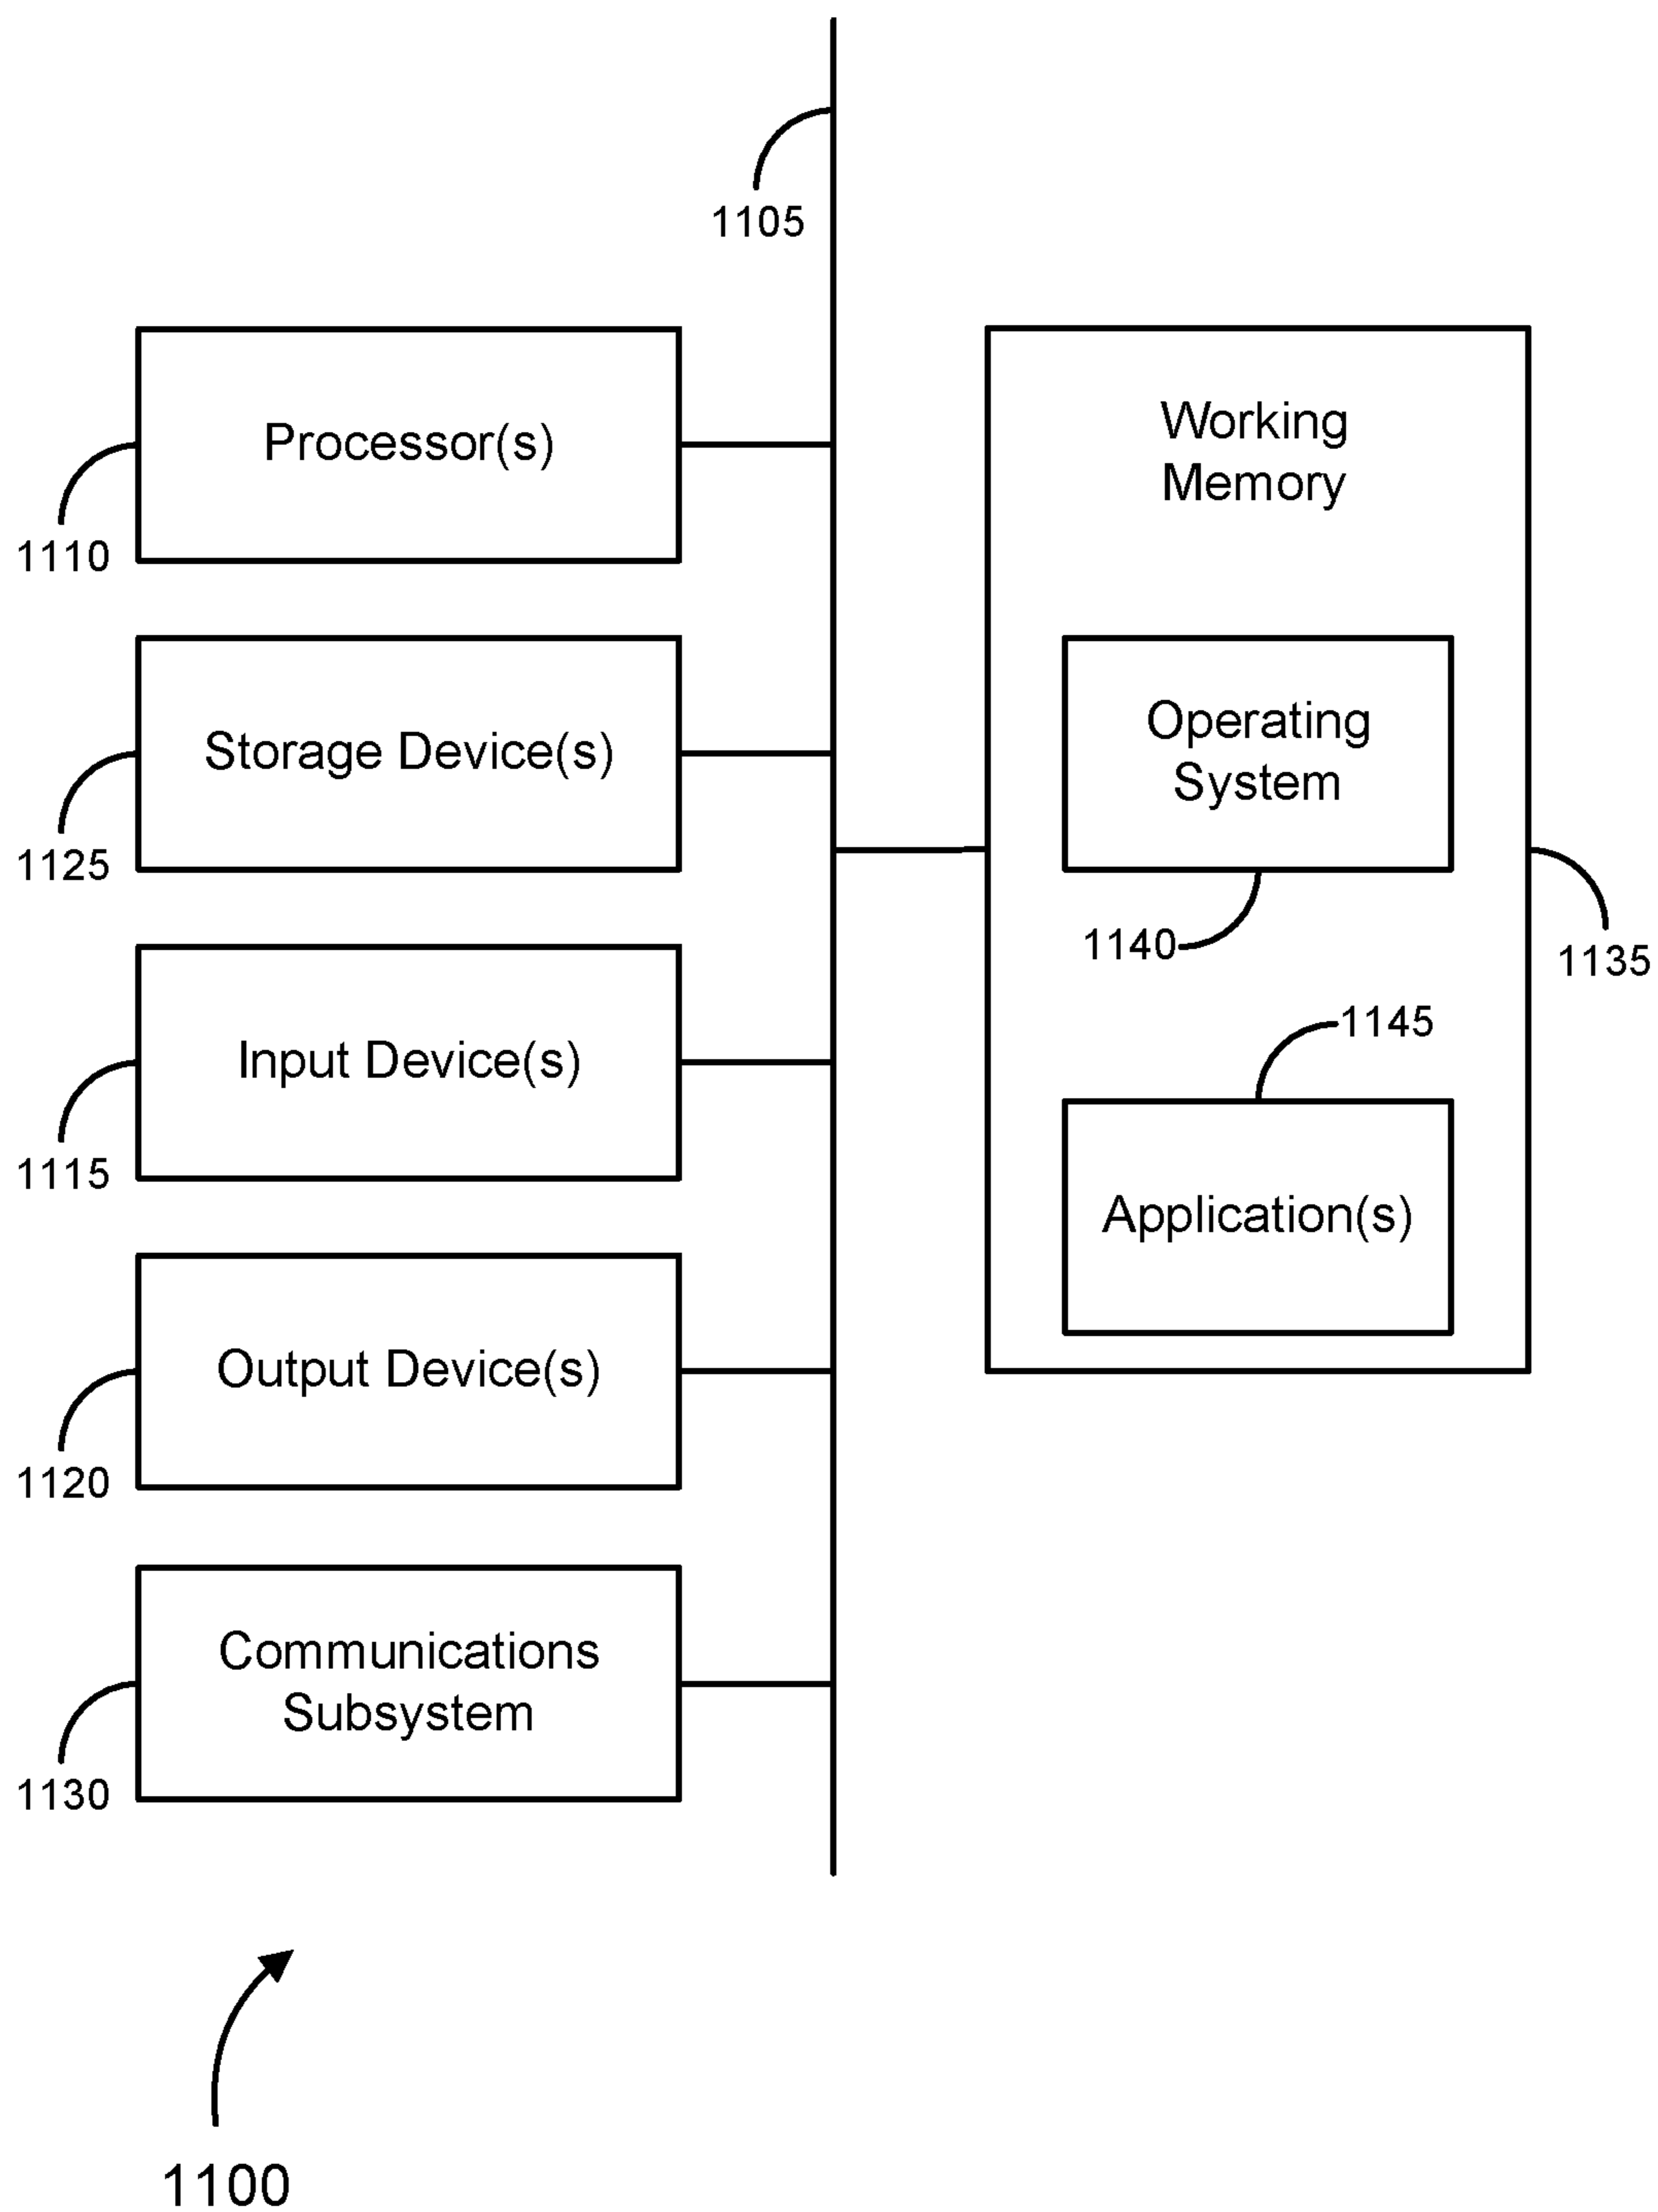 1105
Processor(s)
1110
Storage Device(s)
1125
Input Device(s)
1115
Output Device(s)
1120
Communications
Subsystem
1130
Working
Memory
Operating
System
1140
1135
1145
Application(s)
1100